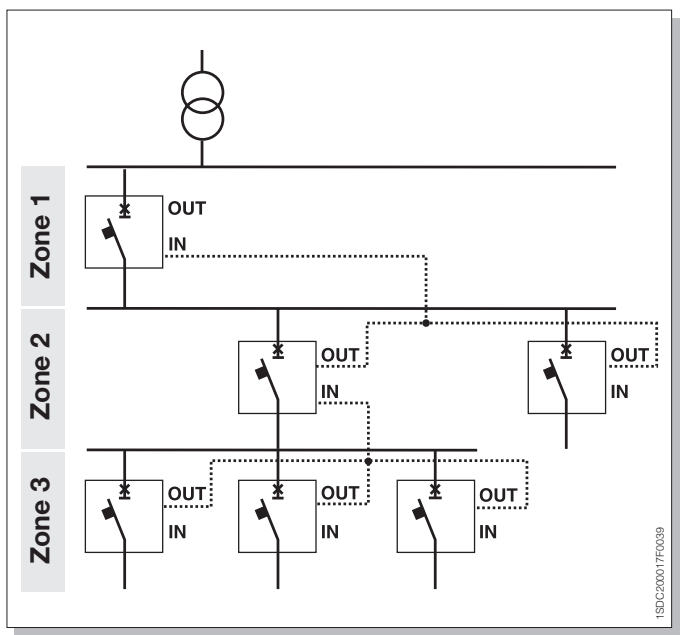 Zone 1
OUT
IN
Zone 2
OUT
IN
OUT
IN
Zone 3
OUT
IN
OUT
IN
OUT
IN
1SDC200017F0039